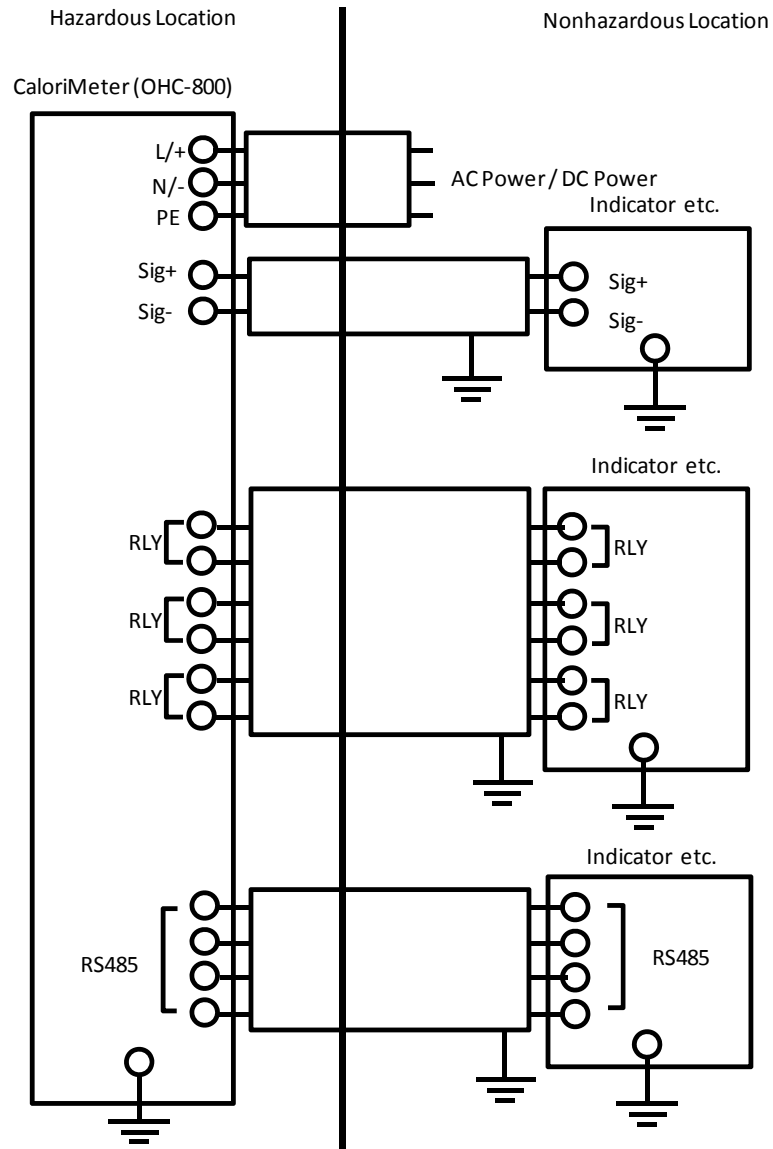 Hazardous Location
Nonhazardous Location
CaloriMeter (OHC-800)
L/+
N/-
PE
AC Power / DC Power
Indicator etc.
Sig+
Sig-
Sig+
Sig-
Indicator etc.
RLY
RLY
RLY
RLY
RLY
RLY
Indicator etc.
RS485
RS485